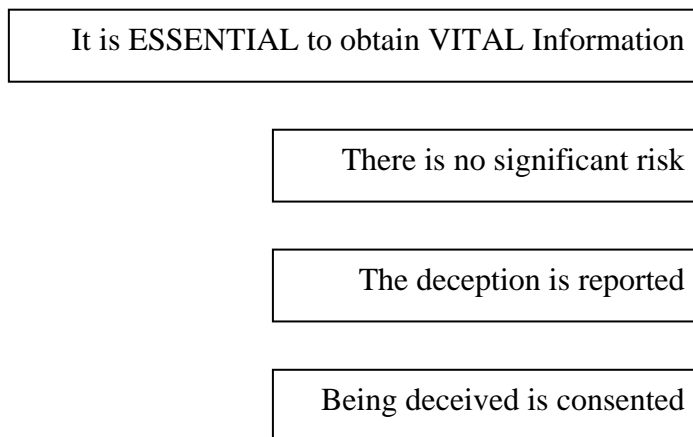 It is ESSENTIAL to obtain VITAL Information
There is no significant risk
The deception is reported
Being deceived is consented